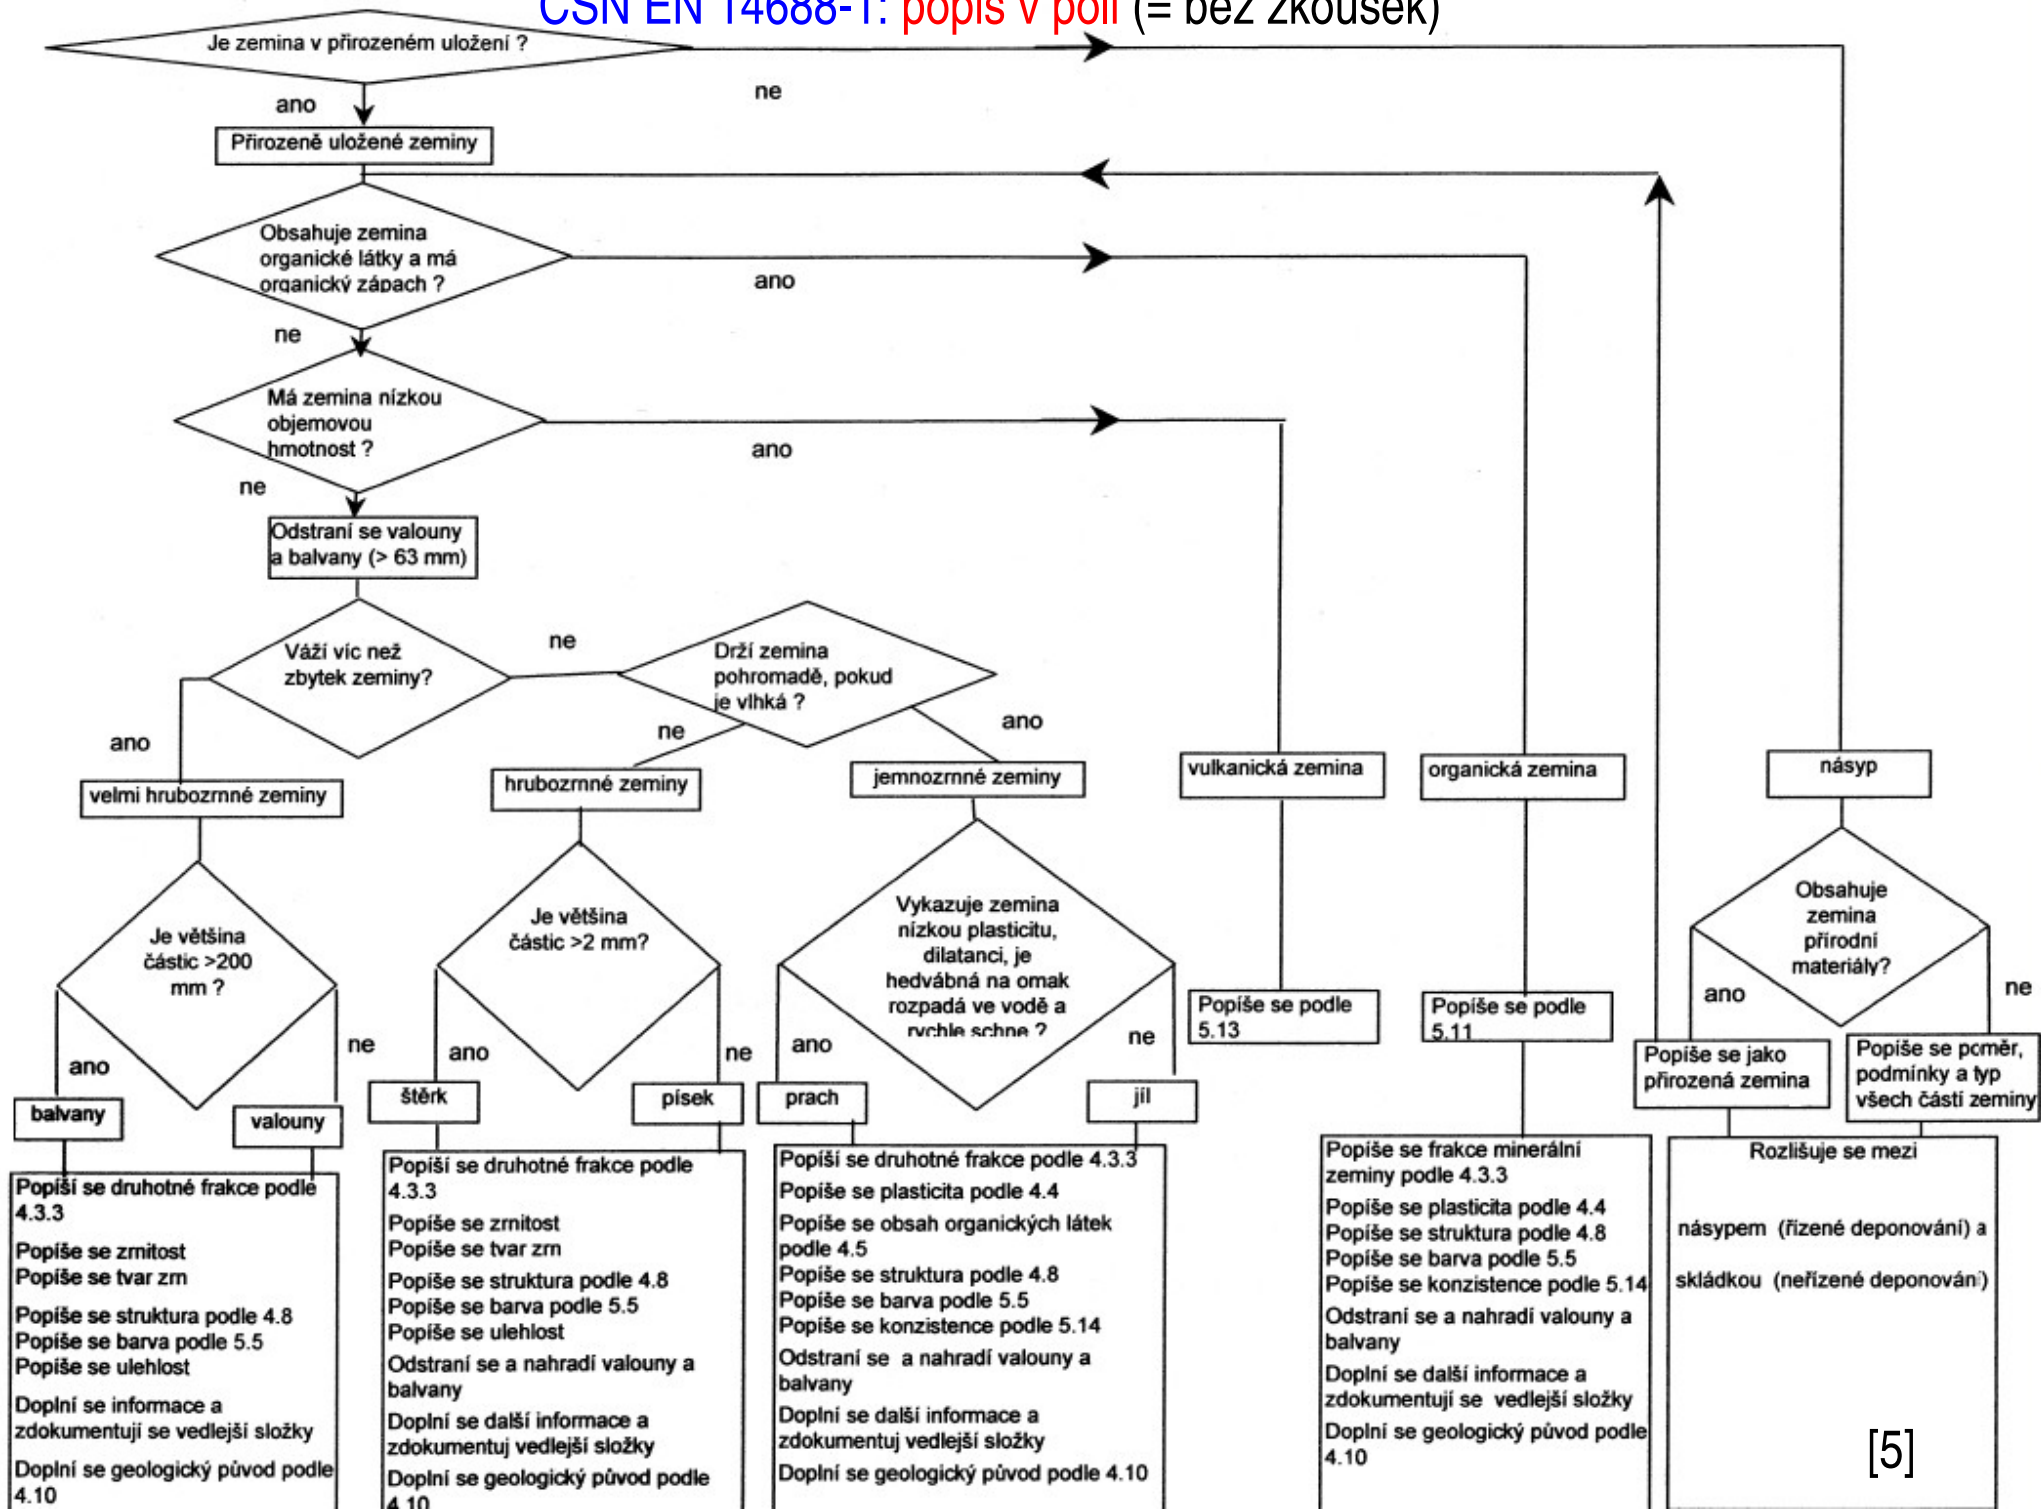 ČSN EN 14688-1: popis v poli (= bez zkoušek)
Je zemina v přirozeném uložení ?
ne
ano
Přirozeně uložené zeminy
Obsahuje zemina
organické látky a má
organický zápach ?
ano
ne
Má zemina nízkou
objemovou
hmotnost ?
ano
ne
Odstraní se valouny
a balvany (> 63 mm)
Váží víc než
zbytek zeminy?
ne
ano
Drží zemina
pohromadě, pokud
je vlhká ?
ne
ano
velmi hrubozrnné zeminy
hrubozrnné zeminy
jemnozrnné zeminy
vulkanická zemina
organická zemina
násyp
Je většina
částic >200
mm ?
ano
ne
Je většina
částic >2 mm?
ano
ne
Vykazuje zemina
nízkou plasticitu,
dilatanci, je
hedvábná na omak
rozpadá ve vodě a
rychle schne ?
ano
ne
Popíše se podle
5.13
Popíše se podle
5.11
Obsahuje
zemina
přírodní
materiály?
ano
ne
Popíše se jako
přirozená zemina
Popíše se poměr,
podmínky a typ
všech částí zeminy
balvany
valouny
štěrk
písek
prach
jíl
Popíší se druhotné frakce podle
4.3.3
Popíše se zrnitost
Popíše se tvar zrn
Popíše se struktura podle 4.8
Popíše se barva podle 5.5
Popíše se ulehlost
Doplní se informace a
zdokumentují se vedlejší složky
Doplní se geologický původ podle
4.10
Popíší se druhotné frakce podle
4.3.3
Popíše se zrnitost
Popíše se tvar zrn
Popíše se struktura podle 4.8
Popíše se barva podle 5.5
Popíše se ulehlost
Odstraní se a nahradí valouny a
balvany
Doplní se další informace a
zdokumentuj vedlejší složky
Doplní se geologický původ podle
4.10
Popíší se druhotné frakce podle 4.3.3
Popíše se plasticita podle 4.4
Popíše se obsah organických látek
podle 4.5
Popíše se struktura podle 4.8
Popíše se barva podle 5.5
Popíše se konzistence podle 5.14
Odstraní se a nahradí valouny a
balvany
Doplní se další informace a
zdokumentuj vedlejší složky
Doplní se geologický původ podle 4.10
Popíše se frakce minerální
zeminy podle 4.3.3
Popíše se plasticita podle 4.4
Popíše se struktura podle 4.8
Popíše se barva podle 5.5
Popíše se konzistence podle 5.14
Odstraní se a nahradí valouny a
balvany
Doplní se další informace a
zdokumentují se vedlejší složky
Doplní se geologický původ podle
4.10
Rozlišuje se mezi
násypem (řízené deponování) a
skládkou (neřízené deponování)
[5]